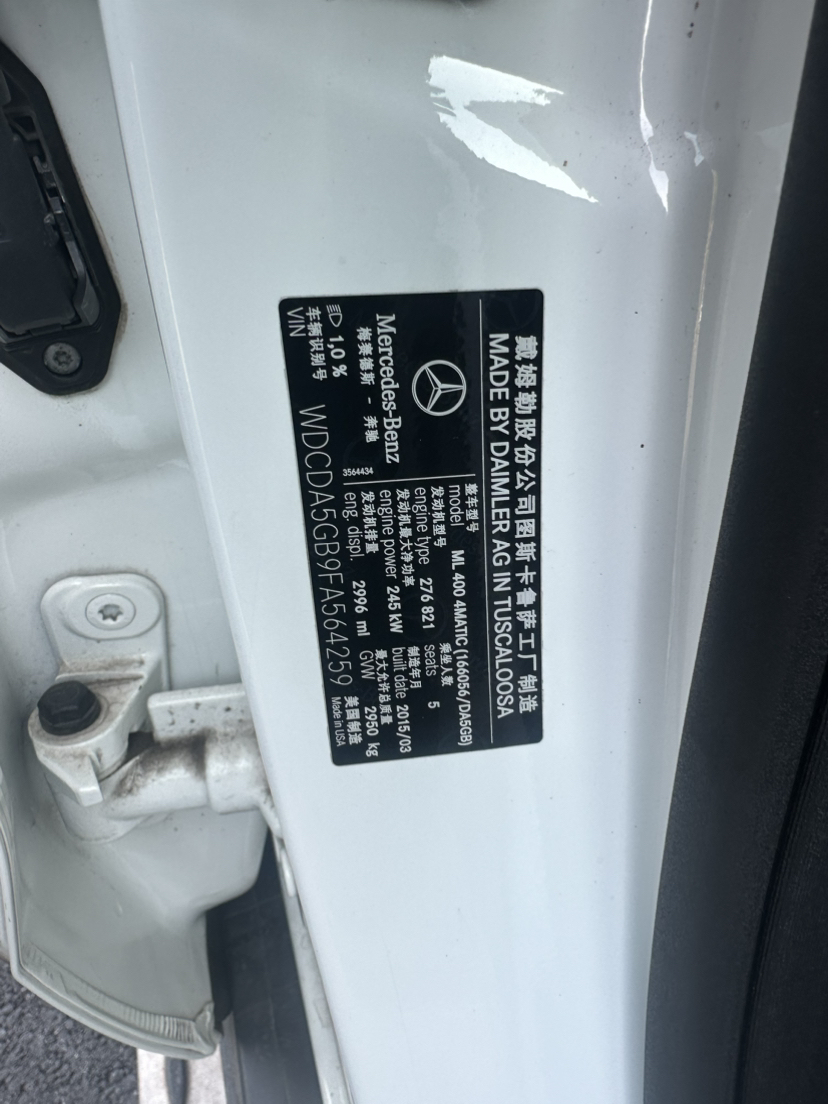 戴姆勒股份公司图斯卡鲁萨工厂制造
MADE BY DAIMLER AG IN TUSCALOOSA
Mercedes-Benz
梅赛德斯 - 奔驰
1,0 %
3564434
整车型号
model ML 400 4MATIC (166056/DA5GB)
发动机型号 乘坐人数
engine type 276 821 seats 5
发动机最大净功率 制造年月
engine power 245 kW built date 2015/03
发动机排量 最大允许总质量
eng. displ. 2996 ml GVW 2950 kg
车辆识别号 美国制造
VIN WDCDA5GB9FA564259 Made in USA